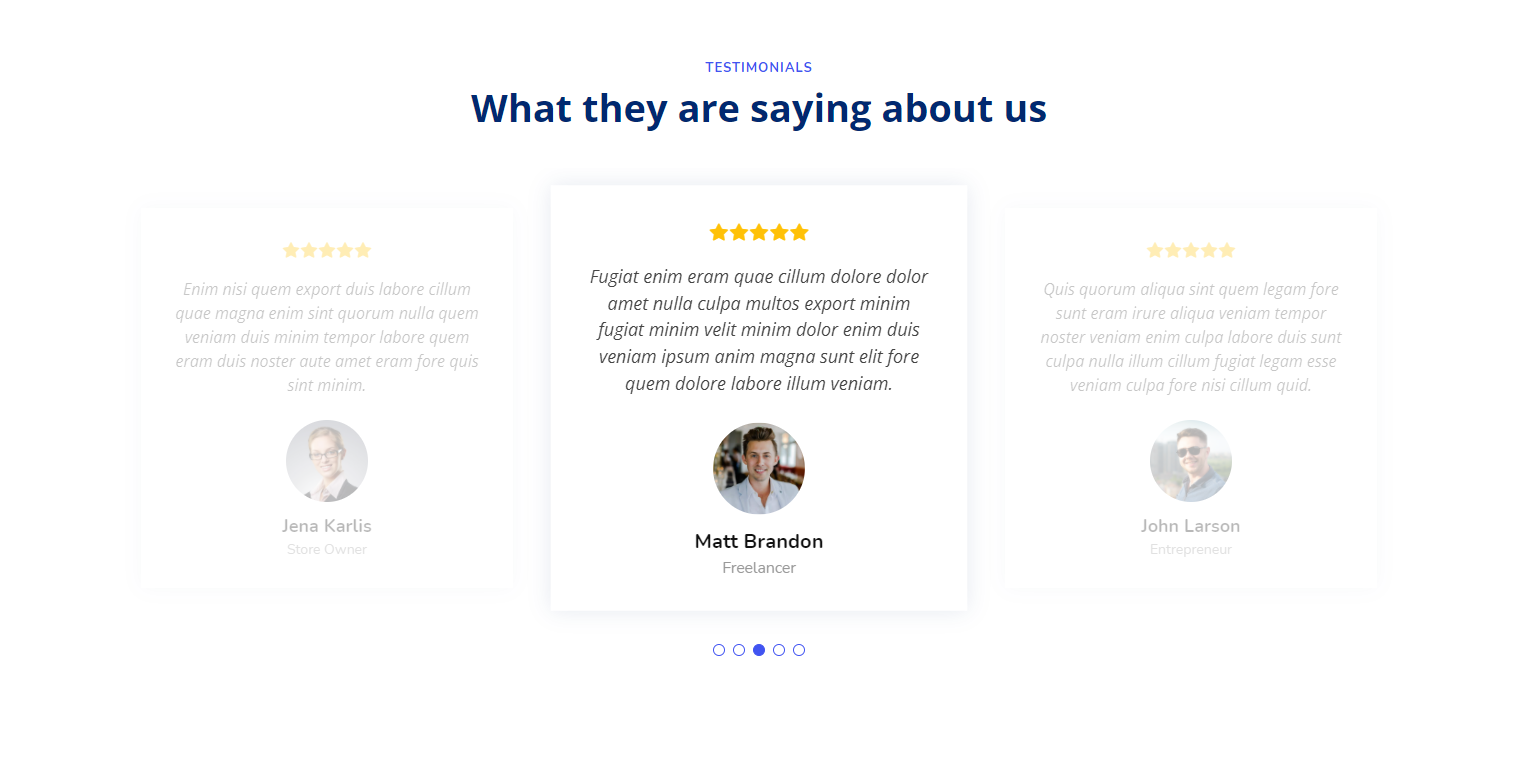 TESTIMONIALS
What they are saying about us
Enim nisi quem export duis labore cillum
quae magna enim sint quorum nulla quem
veniam duis minim tempor labore quem
eram duis noster aute amet eram fore quis
sint minim.
Jena Karlis
Store Owner
Fugiat enim eram quae cillum dolore dolor
amet nulla culpa multos export minim
fugiat minim velit minim dolor enim duis
veniam ipsum anim magna sunt elit fore
quem dolore labore illum veniam.
Matt Brandon
Freelancer
Quis quorum aliqua sint quem legam fore
sunt eram irure aliqua veniam tempor
noster veniam enim culpa labore duis sunt
culpa nulla illum cillum fugiat legam esse
veniam culpa fore nisi cillum quid.
John Larson
Entrepreneur